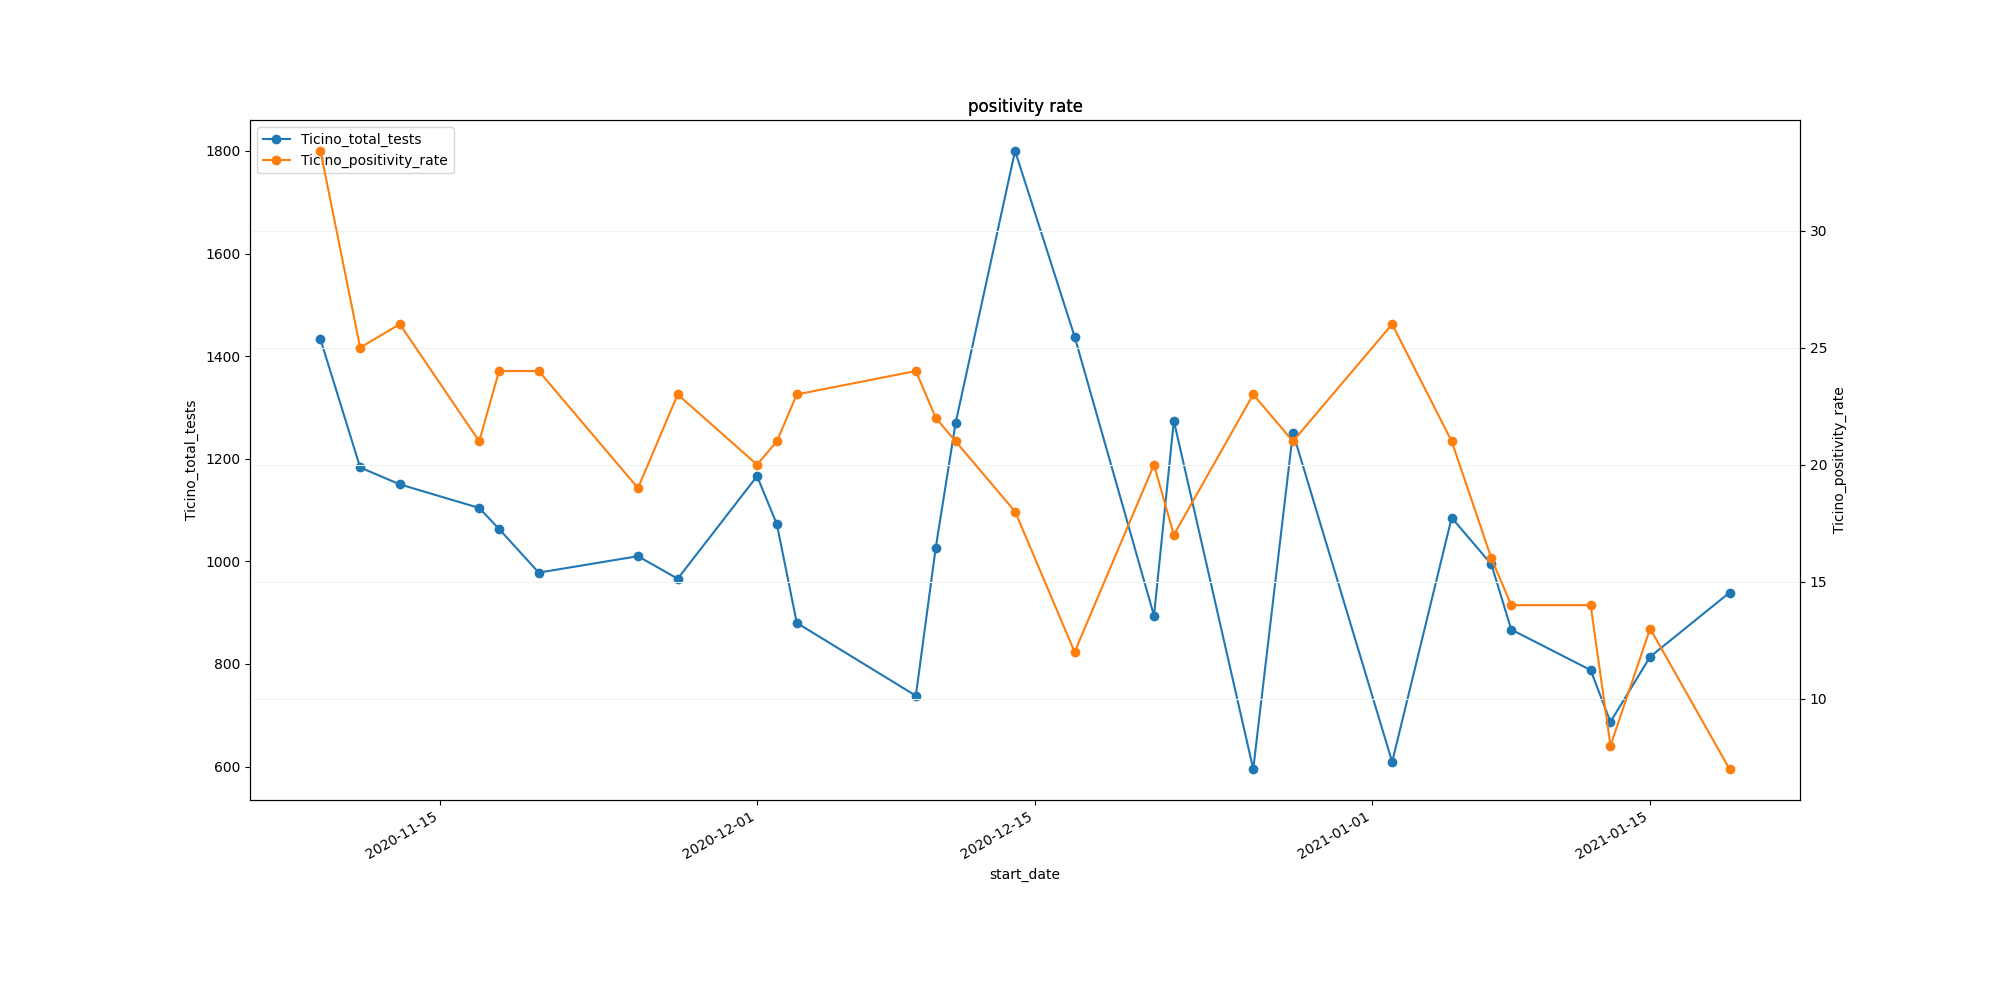 positivity rate
Ticino_total_tests
Ticino_positivity_rate
1800
1600
1400
1200
1000
800
600
Ticino_total_tests
30
25
20
15
10
Ticino_positivity_rate
2020-11-15
2020-12-01
2020-12-15
2021-01-01
2021-01-15
start_date